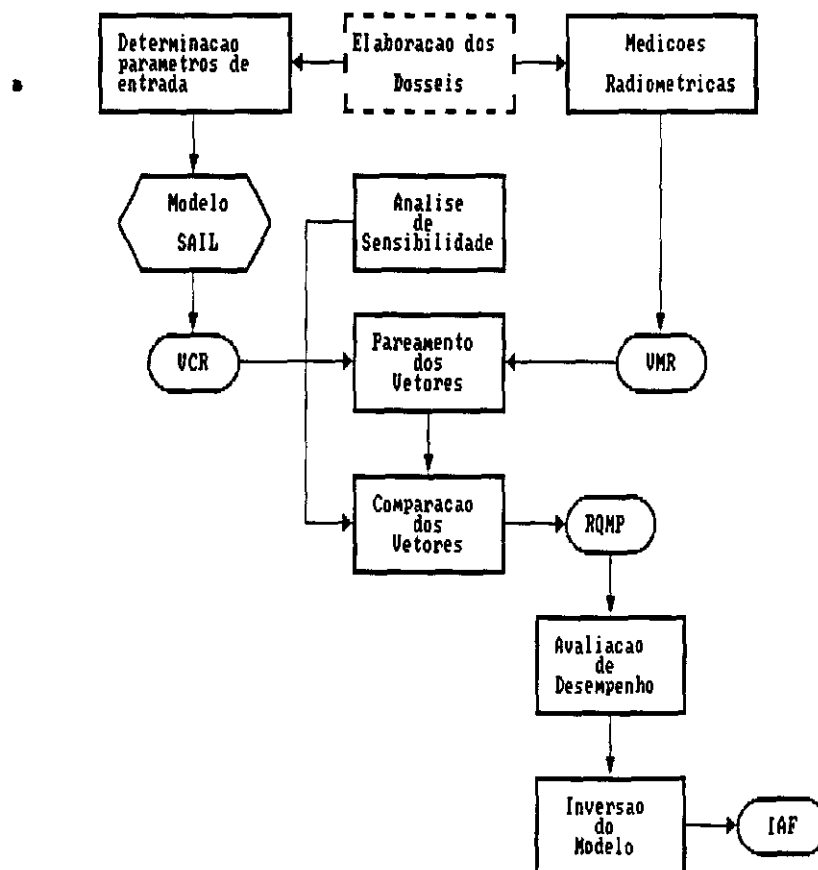 Determinacao
parametros de
entrada
Elaboracao dos
Dosseis
Medicoes
Radiometricas
Modelo
SAIL
Analise
de
Sensibilidade
VCR
Pareamento
dos
Vetores
VMR
Comparacao
dos
Vetores
RQMP
Avaliacao
de
Desempenho
Inversao
do
Modelo
IAF